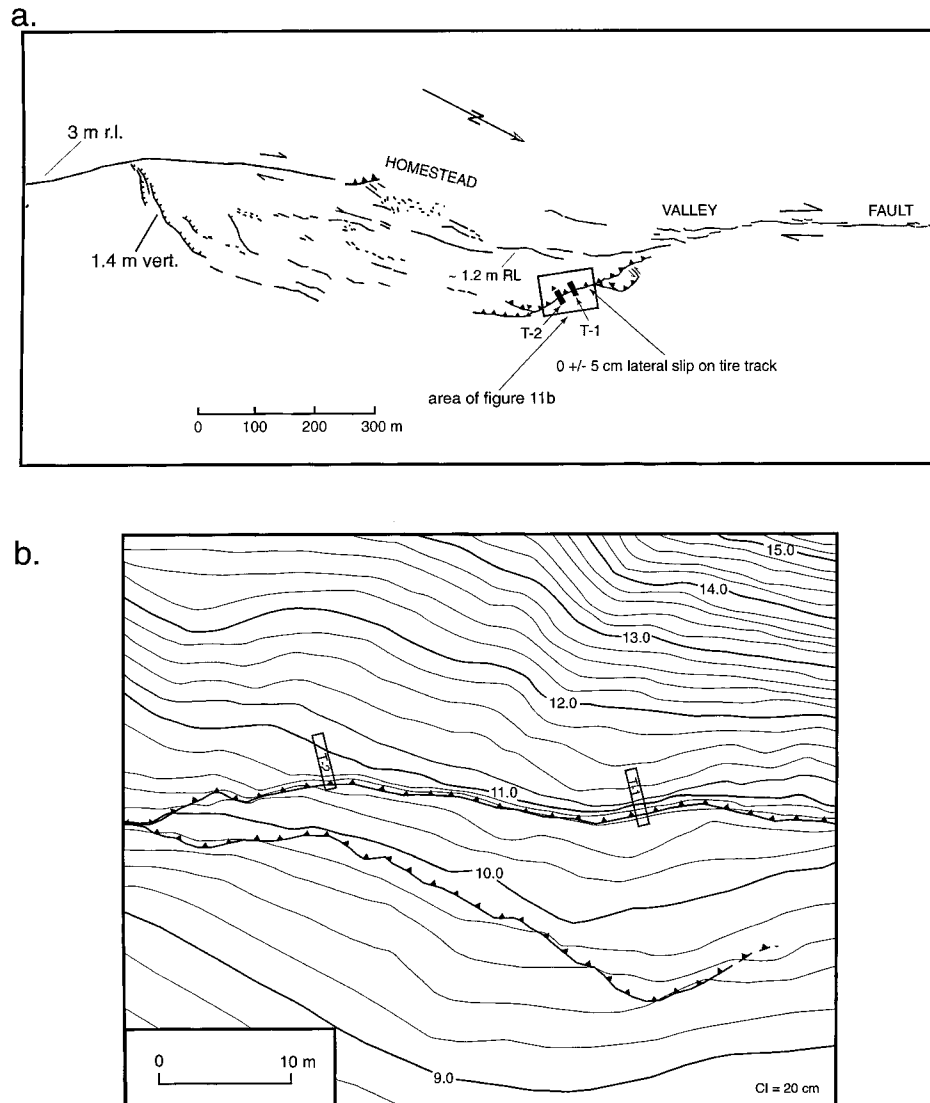 a.
N
3 m r.l.
HOMESTEAD
VALLEY
FAULT
1.4 m vert.
~ 1.2 m RL
T-2
T-1
0 +/- 5 cm lateral slip on tire track
area of figure 11b
0 100 200 300 m
b.
15.0
14.0
13.0
12.0
T-2
11.0
T-1
10.0
0 10 m
9.0
CI = 20 cm